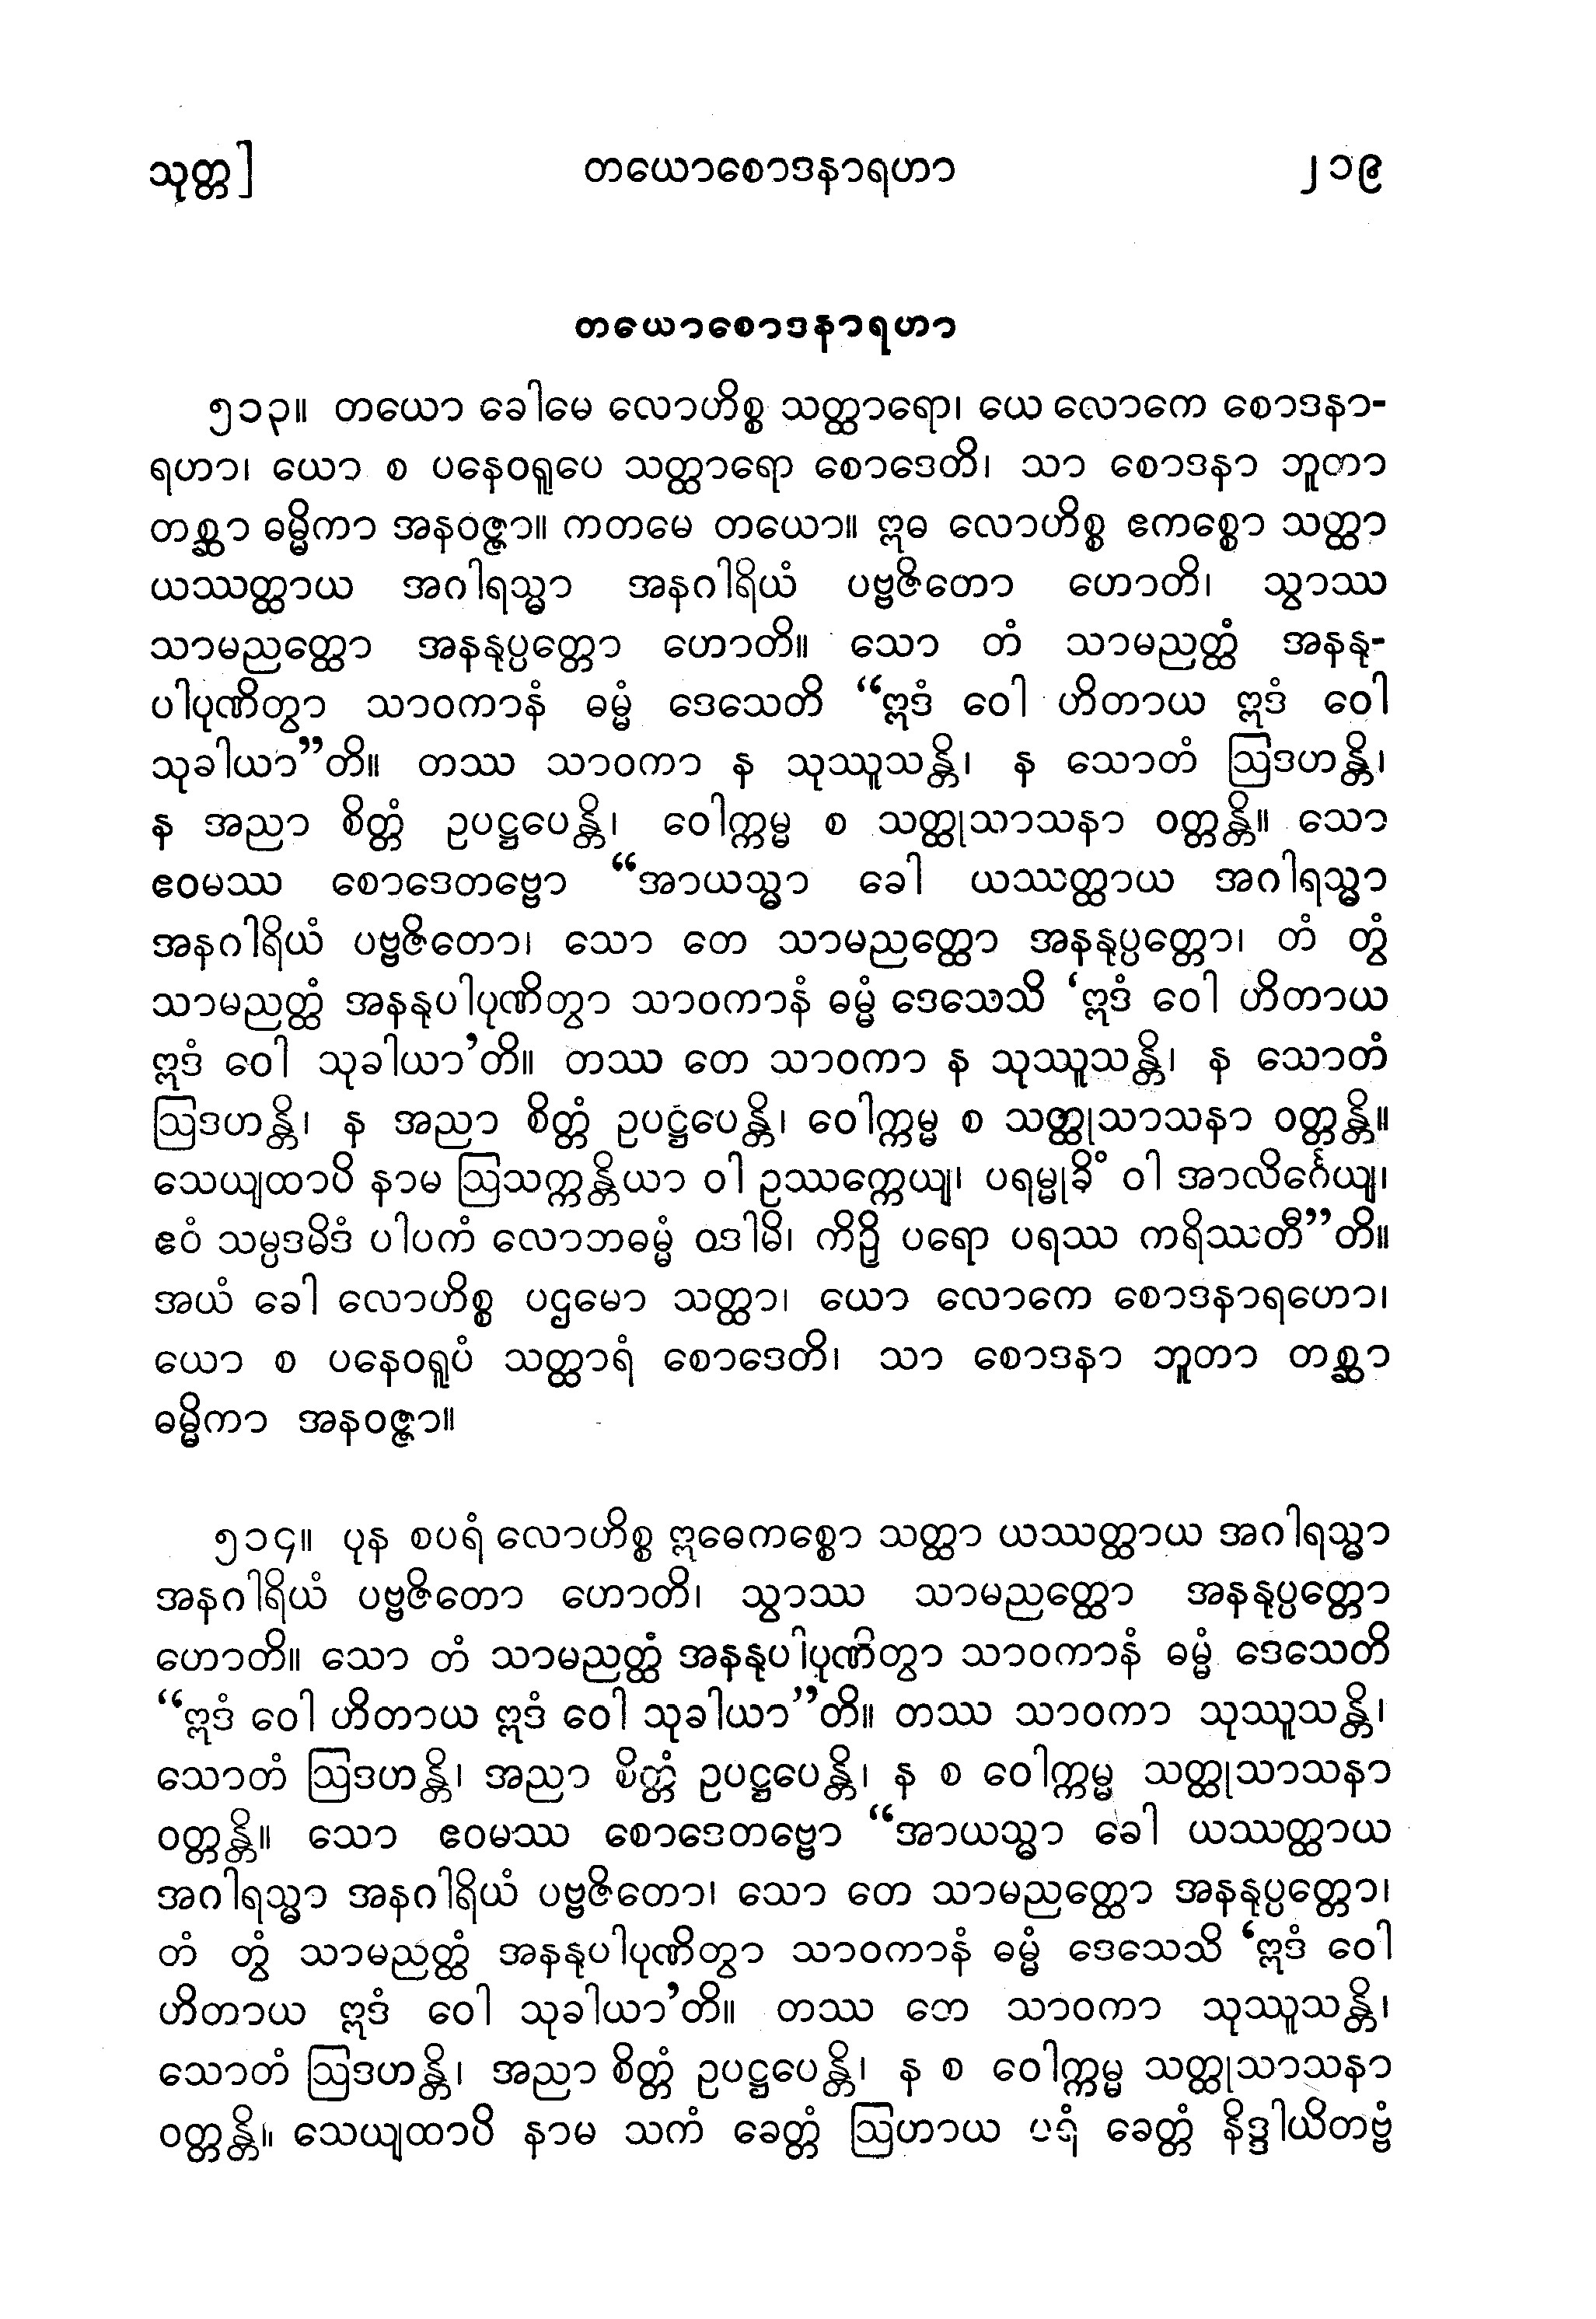 သုတ္တ] တယောစောဒနာရဟာ ၂၁၉
တယောစောဒနာရဟာ
၅၁၃။ တယော ခေါမေ လောဟိစ္စ သတ္ထာရော၊ ယေ လောကေ စောဒနာ-
ရဟာ၊ ယော စ ပနေဝရူပေ သတ္ထာရော စောဒေတိ၊ သာ စောဒနာ ဘူတာ
တစ္ဆာ ဓမ္မိကာ အနဝဇ္ဇာ။ ကတမေ တယော။ ဣဓ လောဟိစ္စ ဧကစ္စော သတ္ထာ
ယဿတ္ထာယ အဂါရသ္မာ အနဂါရိယံ ပဗ္ဗဇိတော ဟောတိ၊ သွာဿ
သာမညတ္ထော အနနုပ္ပတ္တော ဟောတိ။ သော တံ သာမညတ္ထံ အနနု-
ပါပုဏိတွာ သာဝကာနံ ဓမ္မံ ဒေသေတိ “ဣဒံ ဝေါ ဟိတာယ ဣဒံ ဝေါ
သုခါယာ”တိ။ တဿ သာဝကာ န သုဿူသန္တိ၊ န သောတံ ဩဒဟန္တိ၊
န အညာ စိတ္တံ ဥပဋ္ဌပေန္တိ၊ ဝေါက္ကမ္မ စ သတ္ထုသာသနာ ဝတ္တန္တိ။ သော
ဧဝမဿ စောဒေတဗ္ဗော “အာယသ္မာ ခေါ ယဿတ္ထာယ အဂါရသ္မာ
အနဂါရိယံ ပဗ္ဗဇိတော၊ သော တေ သာမညတ္ထော အနနုပ္ပတ္တော၊ တံ တွံ
သာမညတ္ထံ အနနုပါပုဏိတွာ သာဝကာနံ ဓမ္မံ ဒေသေသိ ‘ဣဒံ ဝေါ ဟိတာယ
ဣဒံ ဝေါ သုခါယာ’တိ။ တဿ တေ သာဝကာ န သုဿူသန္တိ၊ န သောတံ
ဩဒဟန္တိ၊ န အညာ စိတ္တံ ဥပဋ္ဌပေန္တိ၊ ဝေါက္ကမ္မ စ သတ္ထုသာသနာ ဝတ္တန္တိ။
သေယျထာပိ နာမ ဩသက္ကန္တိယာ ဝါ ဥဿက္ကေယျ၊ ပရမ္မုခိံ ဝါ အာလိင်္ဂေယျ၊
ဧဝံ သမ္ပဒမိဒံ ပါပကံ လောဘဓမ္မံ ဝဒါမိ၊ ကိဉှိ ပရော ပရဿ ကရိဿတီ”တိ။
အယံ ခေါ လောဟိစ္စ ပဌမော သတ္ထာ၊ ယော လောကေ စောဒနာရဟော၊
ယော စ ပနေဝရူပံ သတ္ထာရံ စောဒေတိ၊ သာ စောဒနာ ဘူတာ တစ္ဆာ
ဓမ္မိကာ အနဝဇ္ဇာ။
၅၁၄။ ပုန စပရံ လောဟိစ္စ ဣဓေကစ္စော သတ္ထာ ယဿတ္ထာယ အဂါရသ္မာ
အနဂါရိယံ ပဗ္ဗဇိတော ဟောတိ၊ သွာဿ သာမညတ္ထော အနနုပ္ပတ္တော
ဟောတိ။ သော တံ သာမညတ္ထံ အနနုပါပုဏိတွာ သာဝကာနံ ဓမ္မံ ဒေသေတိ
“ဣဒံ ဝေါ ဟိတာယ ဣဒံ ဝေါ သုခါယာ”တိ။ တဿ သာဝကာ သုဿူသန္တိ၊
သောတံ ဩဒဟန္တိ၊ အညာ စိတ္တံ ဥပဋ္ဌပေန္တိ၊ န စ ဝေါက္ကမ္မ သတ္ထုသာသနာ
ဝတ္တန္တိ။ သော ဧဝမဿ စောဒေတဗ္ဗော “အာယသ္မာ ခေါ ယဿတ္ထာယ
အဂါရသ္မာ အနဂါရိယံ ပဗ္ဗဇိတော၊ သော တေ သာမညတ္ထော အနနုပ္ပတ္တော၊
တံ တွံ သာမညတ္ထံ အနနုပါပုဏိတွာ သာဝကာနံ ဓမ္မံ ဒေသေသိ ‘ဣဒံ ဝေါ
ဟိတာယ ဣဒံ ဝေါ သုခါယာ’တိ။ တဿ တေ သာဝကာ သုဿူသန္တိ၊
သောတံ ဩဒဟန္တိ၊ အညာ စိတ္တံ ဥပဋ္ဌပေန္တိ၊ န စ ဝေါက္ကမ္မ သတ္ထုသာသနာ
ဝတ္တန္တိ။ သေယျထာပိ နာမ သကံ ခေတ္တံ ဩဟာယ ပရံ ခေတ္တံ နိဒ္ဒါယိတဗ္ဗံ